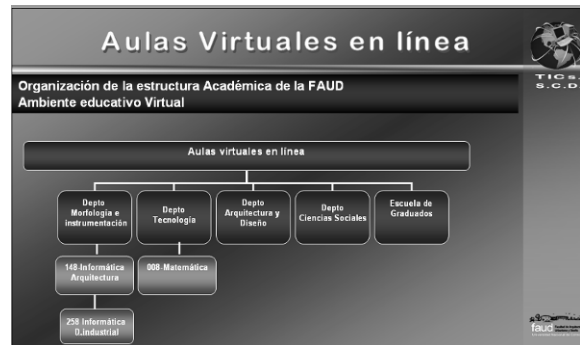 Aulas Virtuales en línea
TICs.
S.C.D
Organización de la estructura Académica de la FAUD
Ambiente educativo Virtual
Aulas virtuales en línea
Depto
Morfología e
instrumentación
Depto
Tecnología
Depto
Arquitectura y
Diseño
Depto
Ciencias Sociales
Escuela de
Graduados
148-Informática
Arquitectura
008-Matemática
258 Informática
D.Industrial
faud